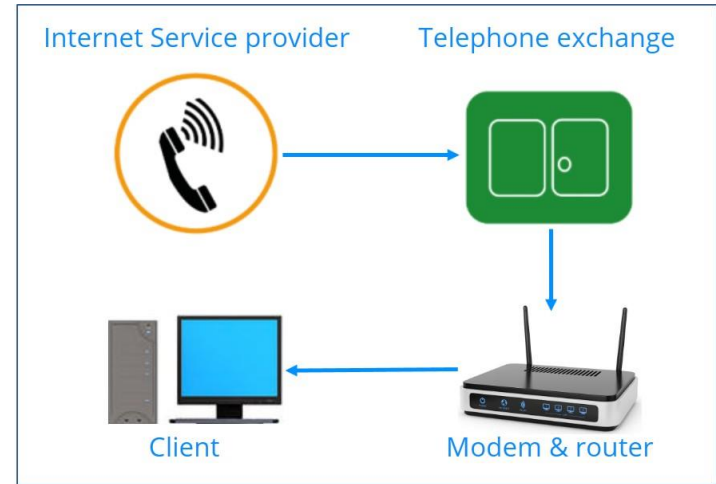 Internet Service provider
Telephone exchange
Client
Modem & router